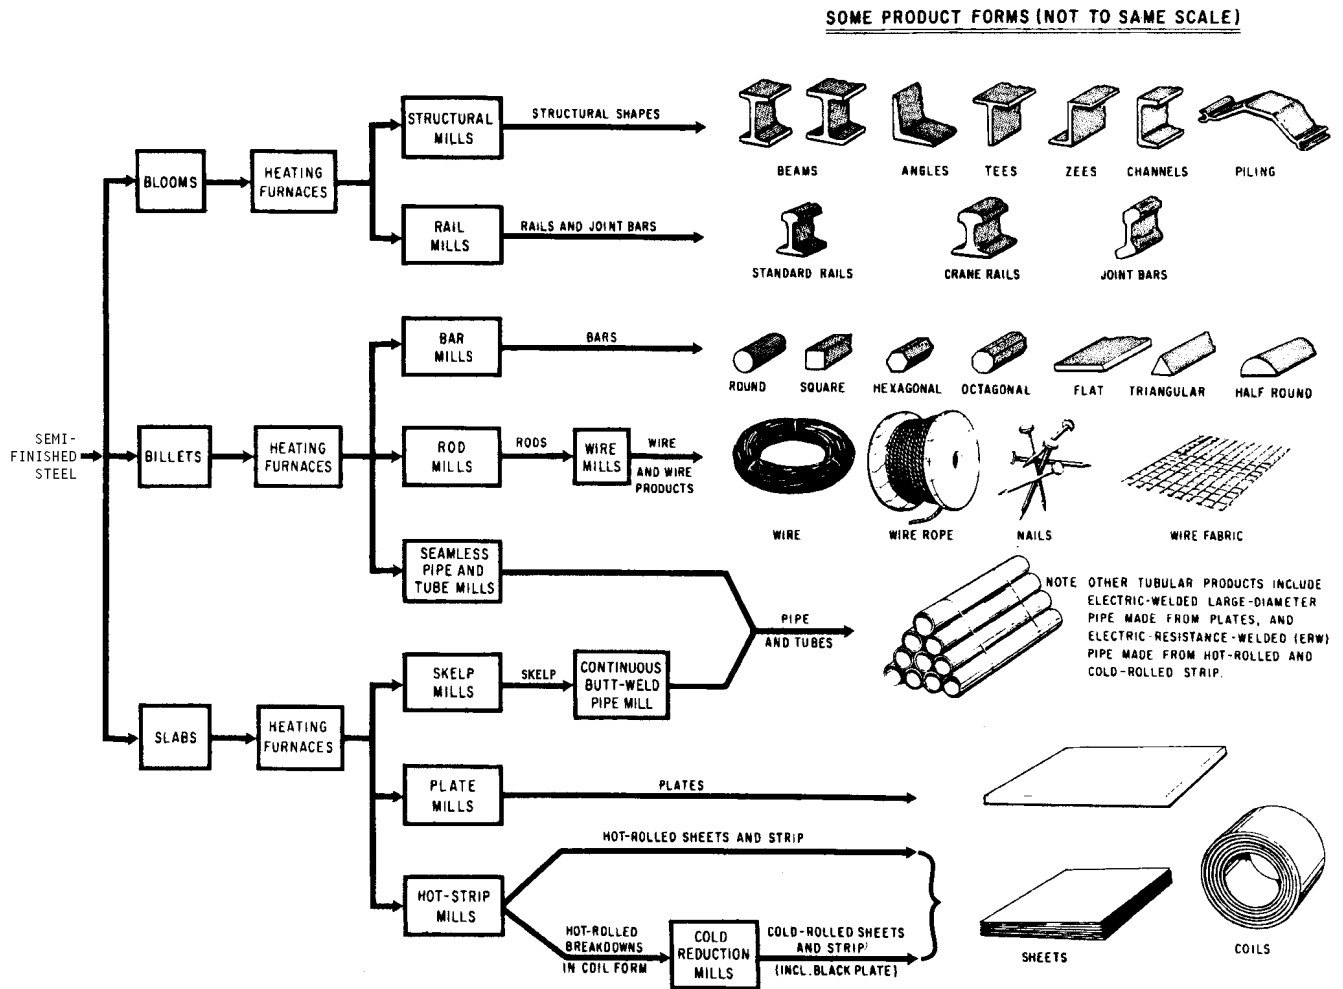 SOME PRODUCT FORMS (NOT TO SAME SCALE)
STRUCTURAL
MILLS
STRUCTURAL SHAPES
BEAMS
ANGLES
TEES
ZEES
CHANNELS
PILING
BLOOMS
HEATING
FURNACES
RAIL
MILLS
RAILS AND JOINT BARS
STANDARD RAILS
CRANE RAILS
JOINT BARS
BAR
MILLS
BARS
ROUND
SQUARE
HEXAGONAL
OCTAGONAL
FLAT
TRIANGULAR
HALF ROUND
SEMI-
FINISHED
STEEL
BILLETS
HEATING
FURNACES
ROD
MILLS
RODS
WIRE
MILLS
WIRE
AND WIRE
PRODUCTS
WIRE
WIRE ROPE
NAILS
WIRE FABRIC
SEAMLESS
PIPE AND
TUBE MILLS
PIPE
AND TUBES
NOTE OTHER TUBULAR PRODUCTS INCLUDE
ELECTRIC-WELDED LARGE-DIAMETER
PIPE MADE FROM PLATES, AND
ELECTRIC-RESISTANCE-WELDED (ERW)
PIPE MADE FROM HOT-ROLLED AND
COLD-ROLLED STRIP.
SKELP
MILLS
SKELP
CONTINUOUS
BUTT-WELD
PIPE MILL
SLABS
HEATING
FURNACES
PLATE
MILLS
PLATES
HOT-ROLLED SHEETS AND STRIP
HOT-STRIP
MILLS
HOT-ROLLED
BREAKDOWNS
IN COIL FORM
COLD
REDUCTION
MILLS
COLD-ROLLED SHEETS
AND STRIP
(INCL. BLACK PLATE)
SHEETS
COILS